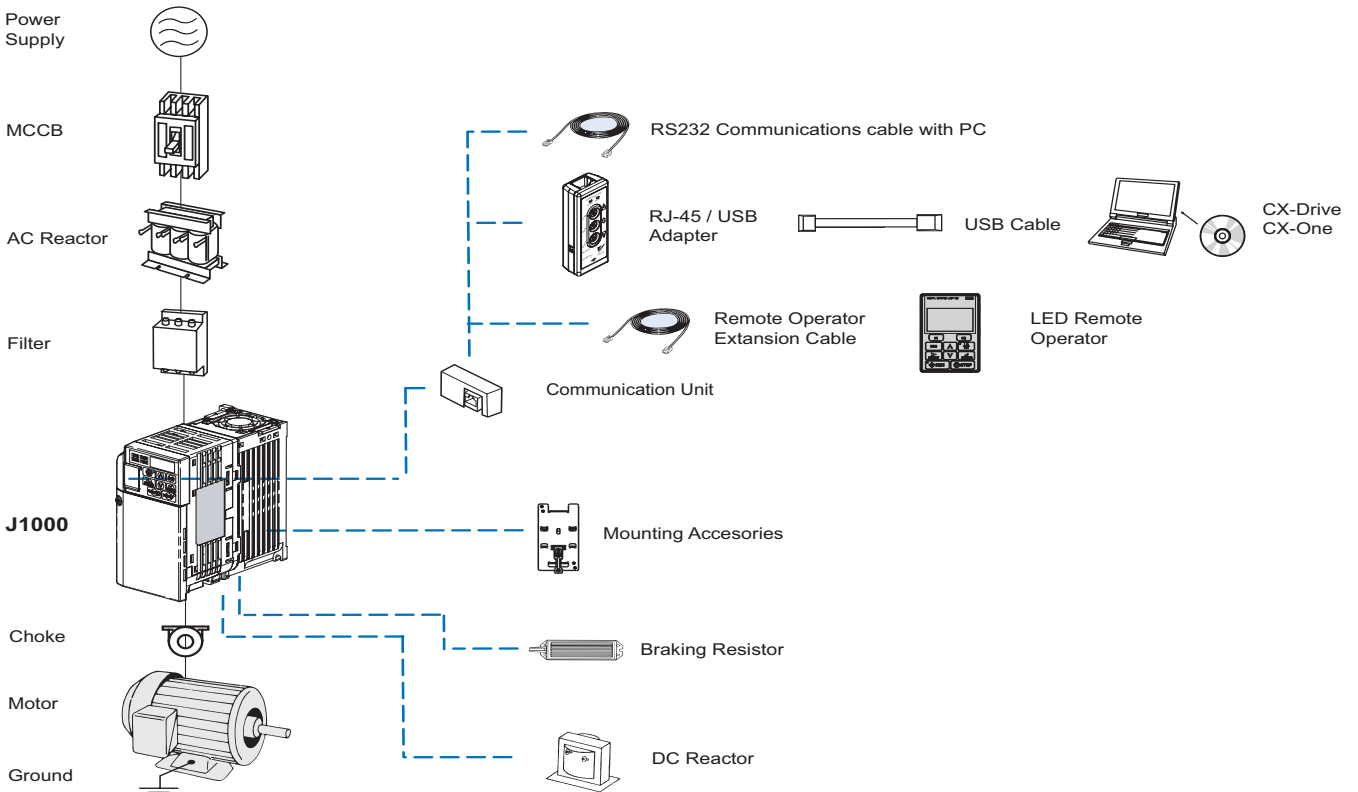 Power
Supply
MCCB
RS232 Communications cable with PC
RJ-45 / USB
Adapter
USB Cable
CX-Drive
CX-One
AC Reactor
Filter
Remote Operator
Extension Cable
LED Remote
Operator
Communication Unit
J1000
Mounting Accesories
Choke
Braking Resistor
Motor
DC Reactor
Ground